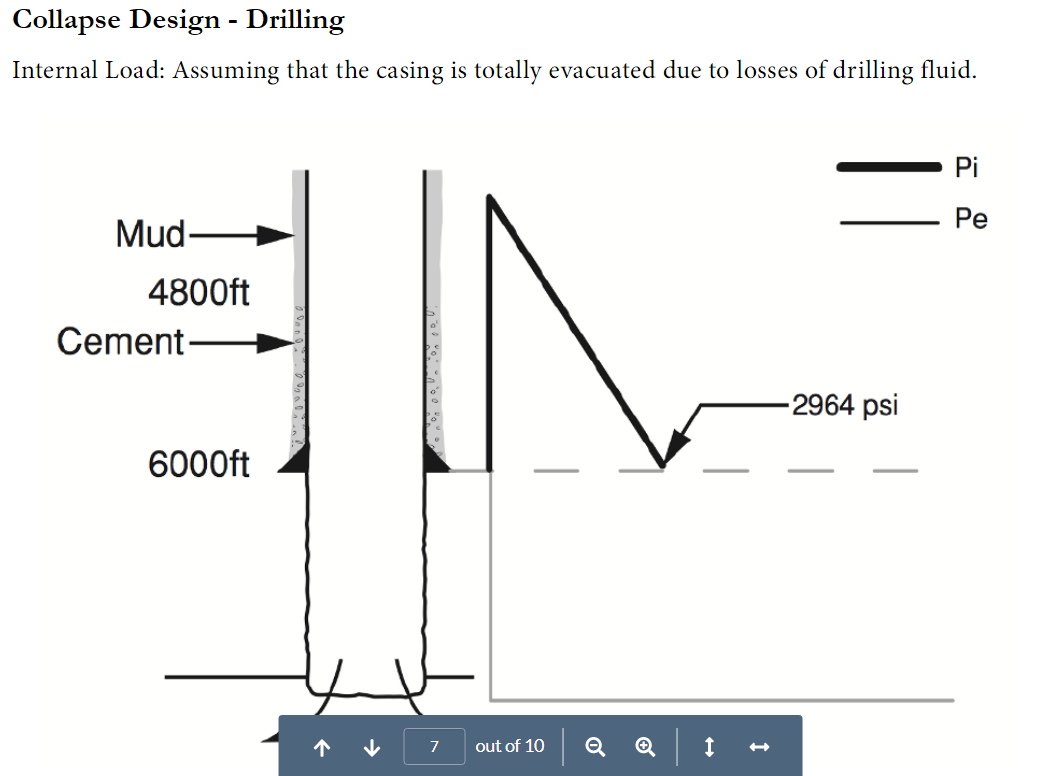 Collapse Design - Drilling
Internal Load: Assuming that the casing is totally evacuated due to losses of drilling fluid.
Pi
Pe
Mud
4800ft
Cement
2964 psi
6000ft
7 out of 10